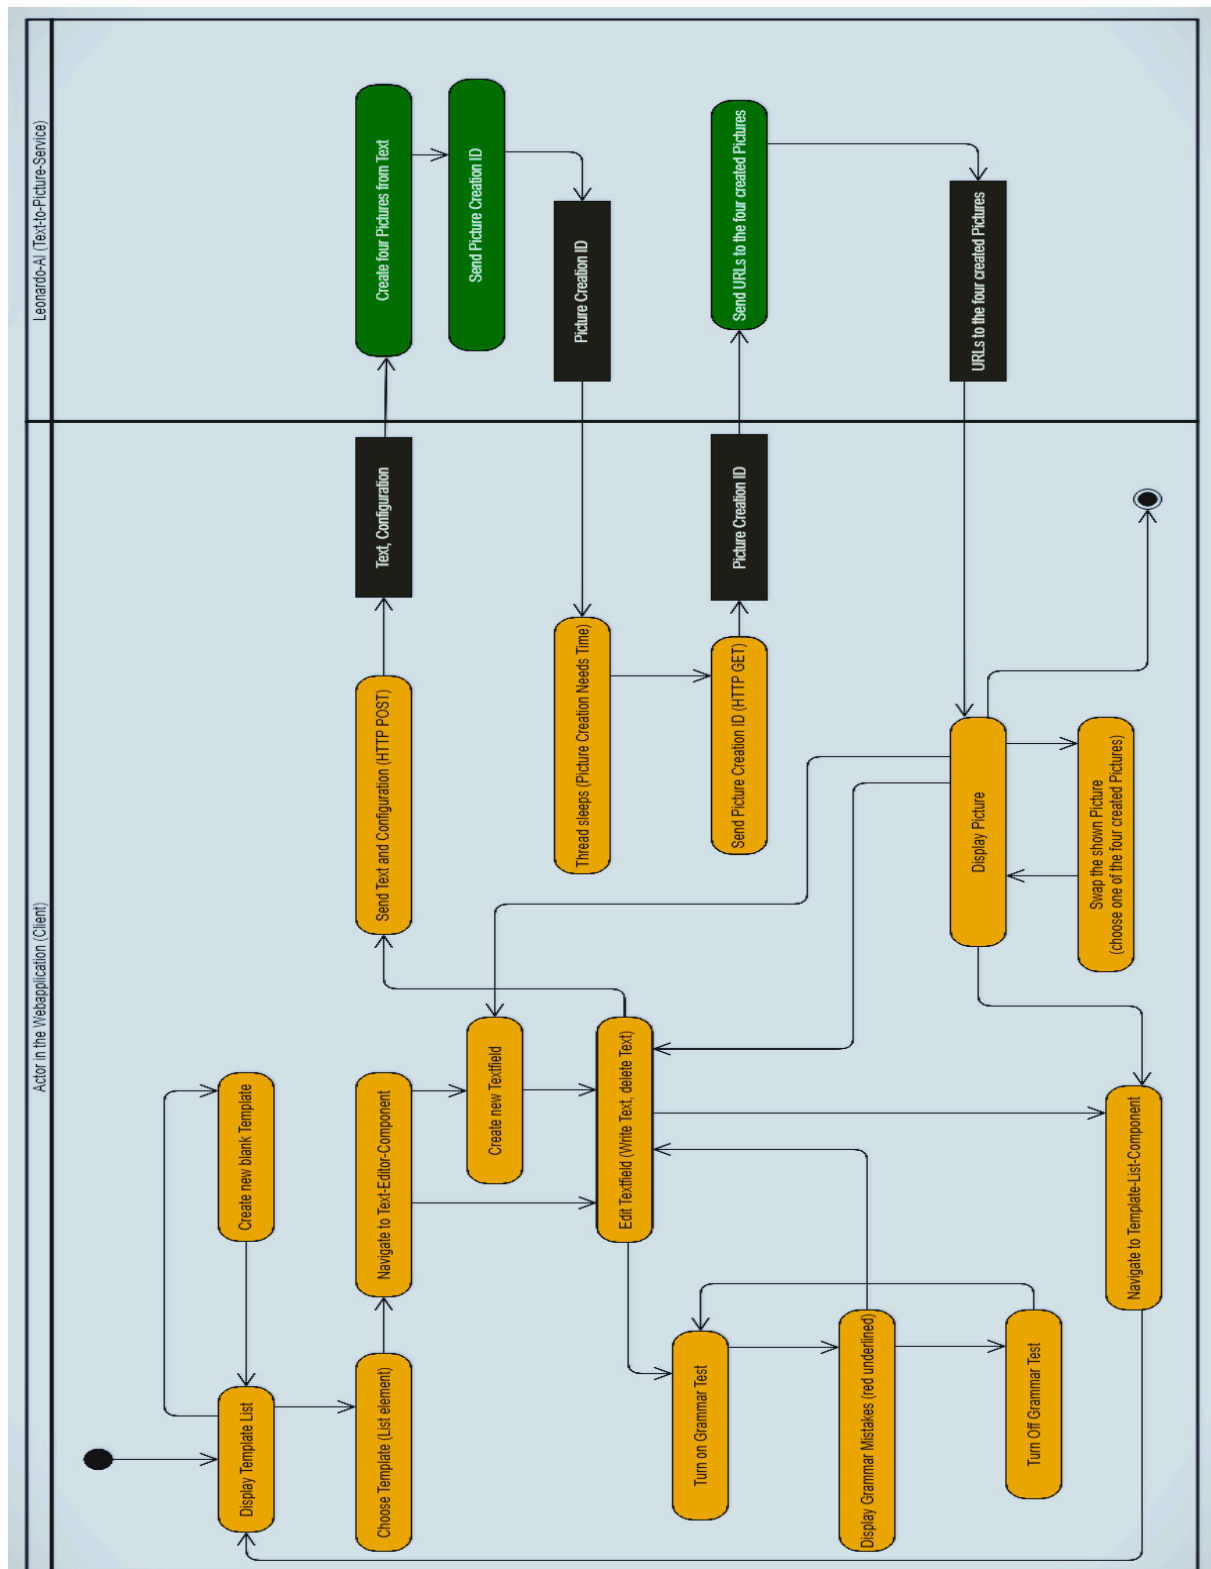 Actor in the Webapplication (Client)
Leonardo-AI (Text-to-Picture-Service)
Display Template List
Create new blank Template
Choose Template (List element)
Navigate to Text-Editor-Component
Send Text and Configuration (HTTP POST)
Text, Configuration
Create four Pictures from Text
Send Picture Creation ID
Create new Textfield
Picture Creation ID
Thread sleeps (Picture Creation Needs Time)
Edit Textfield (Write Text, delete Text)
Turn on Grammar Test
Send Picture Creation ID (HTTP GET)
Picture Creation ID
Send URLs to the four created Pictures
Display Grammar Mistakes (red underlined)
Display Picture
URLs to the four created Pictures
Turn Off Grammar Test
Swap the shown Picture
(choose one of the four created Pictures)
Navigate to Template-List-Component